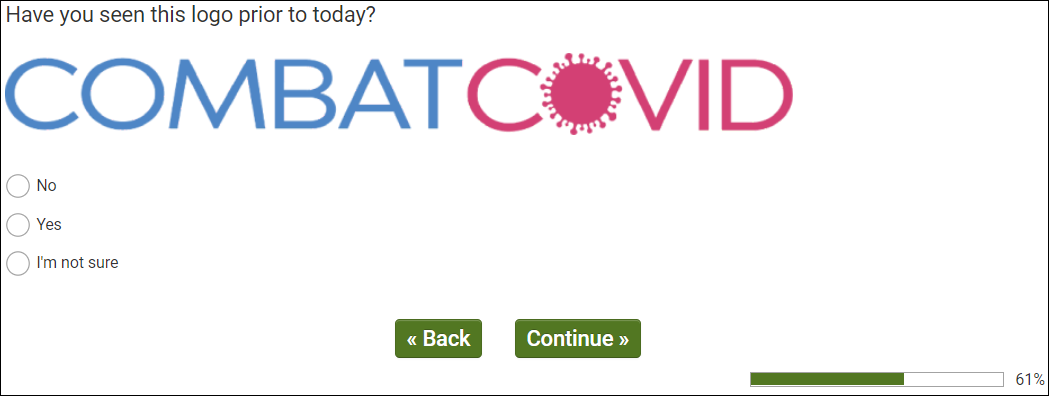 Have you seen this logo prior to today?
COMBATCOVID
No
Yes
I'm not sure
« Back Continue »
61%